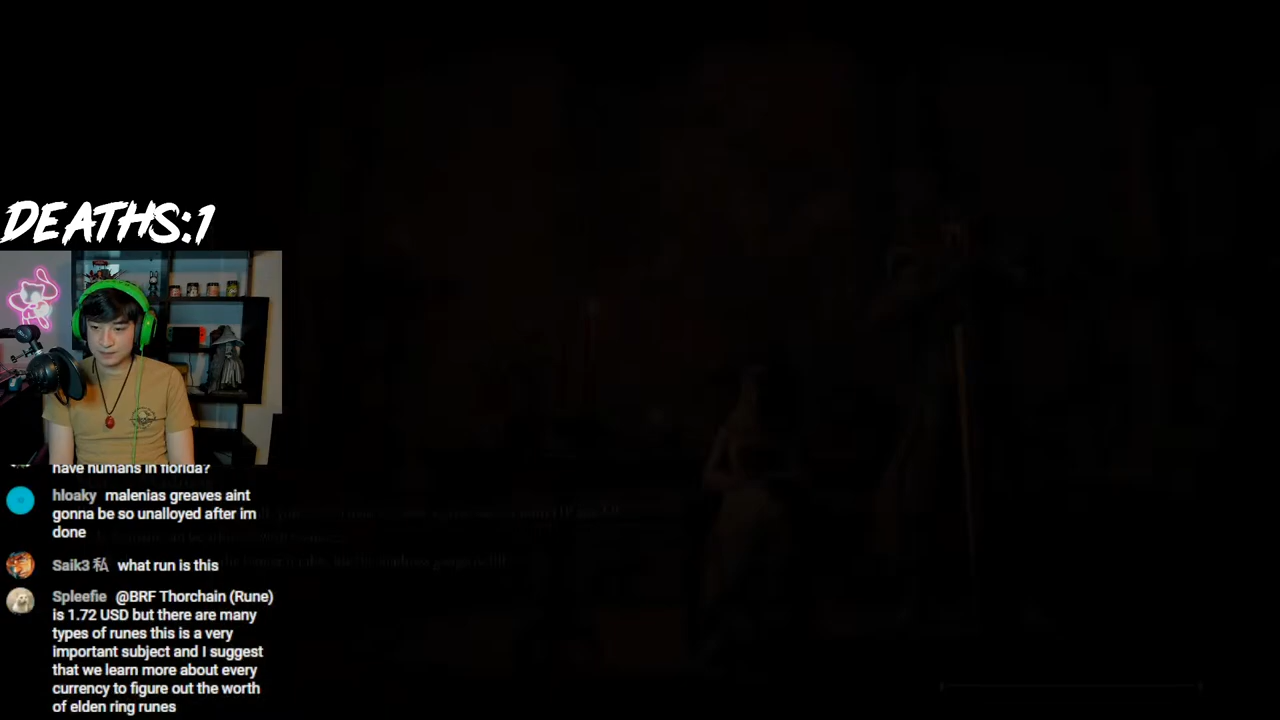 DEATHS:1
have humans in florida?
hloaky malenias greaves aint
gonna be so unalloyed after im
done
Saik3 私 what run is this
Spleefie @BRF Thorchain (Rune)
is 1.72 USD but there are many
types of runes this is a very
important subject and I suggest
that we learn more about every
currency to figure out the worth
of elden ring runes